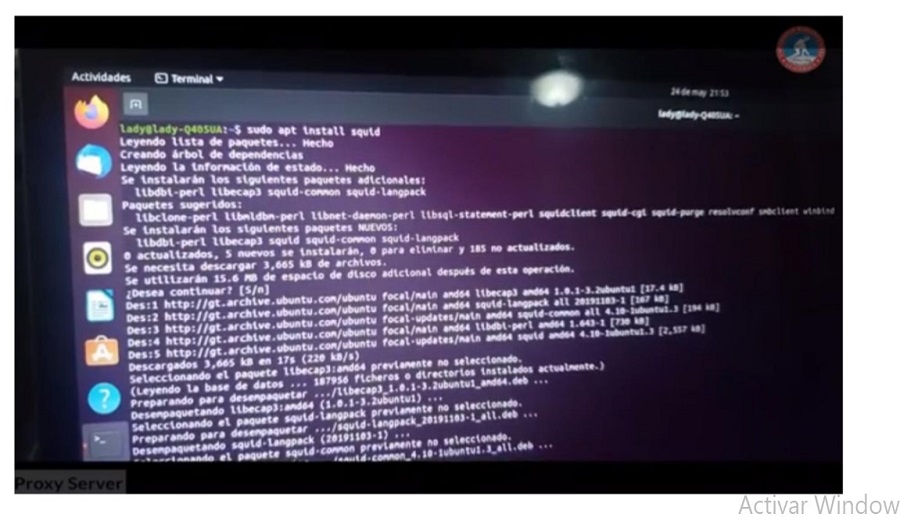 Actividades Terminal
24 de may 21:53
lady@lady-Q405UA: ~
lady@lady-Q405UA:~$ sudo apt install squid
Leyendo lista de paquetes... Hecho
Creando árbol de dependencias
Leyendo la información de estado... Hecho
Se instalarán los siguientes paquetes adicionales:
libdbi-perl libecap3 squid-common squid-langpack
Paquetes sugeridos:
libclone-perl libmldbm-perl libnet-daemon-perl libsql-statement-perl squidclient squid-cgi squid-purge resolvconf smbclient winbind
Se instalarán los siguientes paquetes NUEVOS:
libdbi-perl libecap3 squid squid-common squid-langpack
0 actualizados, 5 nuevos se instalarán, 0 para eliminar y 185 no actualizados.
Se necesita descargar 3,665 kB de archivos.
Se utilizarán 15.6 MB de espacio de disco adicional después de esta operación.
¿Desea continuar? [S/n]
Des:1 http://gt.archive.ubuntu.com/ubuntu focal/main amd64 libecap3 amd64 1.0.1-3.2ubuntu1 [17.4 kB]
Des:2 http://gt.archive.ubuntu.com/ubuntu focal/main amd64 squid-langpack all 20191103-1 [167 kB]
Des:3 http://gt.archive.ubuntu.com/ubuntu focal-updates/main amd64 squid-common all 4.10-1ubuntu1.3 [194 kB]
Des:4 http://gt.archive.ubuntu.com/ubuntu focal/main amd64 libdbi-perl amd64 1.643-1 [730 kB]
Des:5 http://gt.archive.ubuntu.com/ubuntu focal-updates/main amd64 squid amd64 4.10-1ubuntu1.3 [2,557 kB]
Descargados 3,665 kB en 17s (220 kB/s)
Seleccionando el paquete libecap3:amd64 previamente no seleccionado.
(Leyendo la base de datos ... 187956 ficheros o directorios instalados actualmente.)
Preparando para desempaquetar .../libecap3_1.0.1-3.2ubuntu1_amd64.deb ...
Desempaquetando libecap3:amd64 (1.0.1-3.2ubuntu1) ...
Seleccionando el paquete squid-langpack previamente no seleccionado.
Preparando para desempaquetar .../squid-langpack_20191103-1_all.deb ...
Desempaquetando squid-langpack (20191103-1) ...
Seleccionando el paquete squid-common previamente no seleccionado.
.../squid-common_4.10-1ubuntu1.3_all.deb ...
Proxy Server
Activar Window